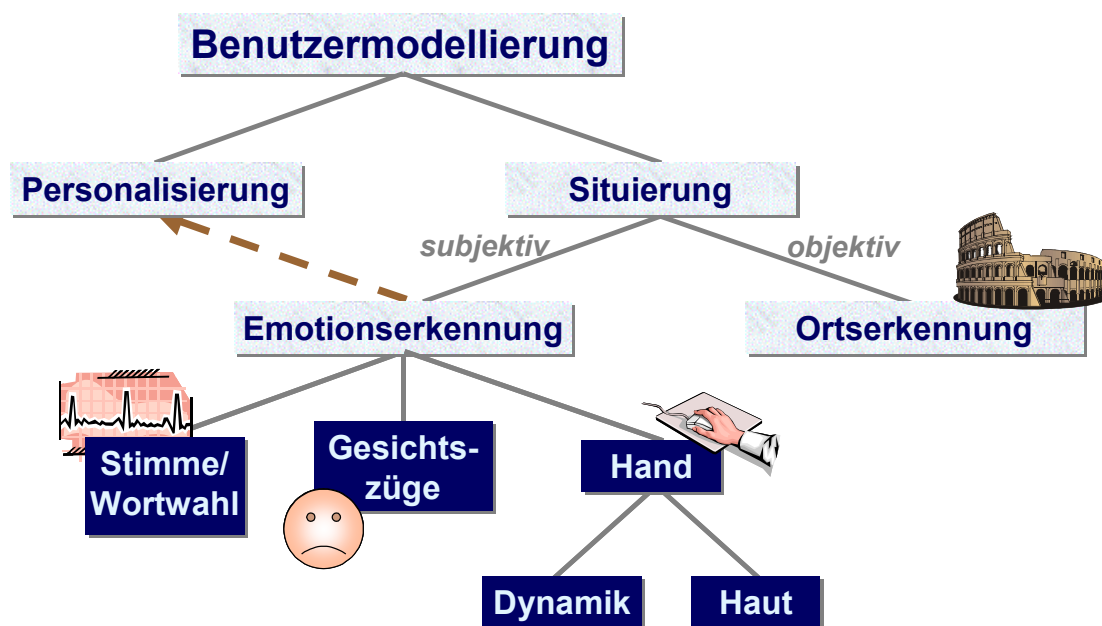 Benutzermodellierung
Personalisierung
Situierung
subjektiv
objektiv
Emotionserkennung
Ortserkennung
Stimme/
Wortwahl
Gesichts-
züge
Hand
Dynamik
Haut